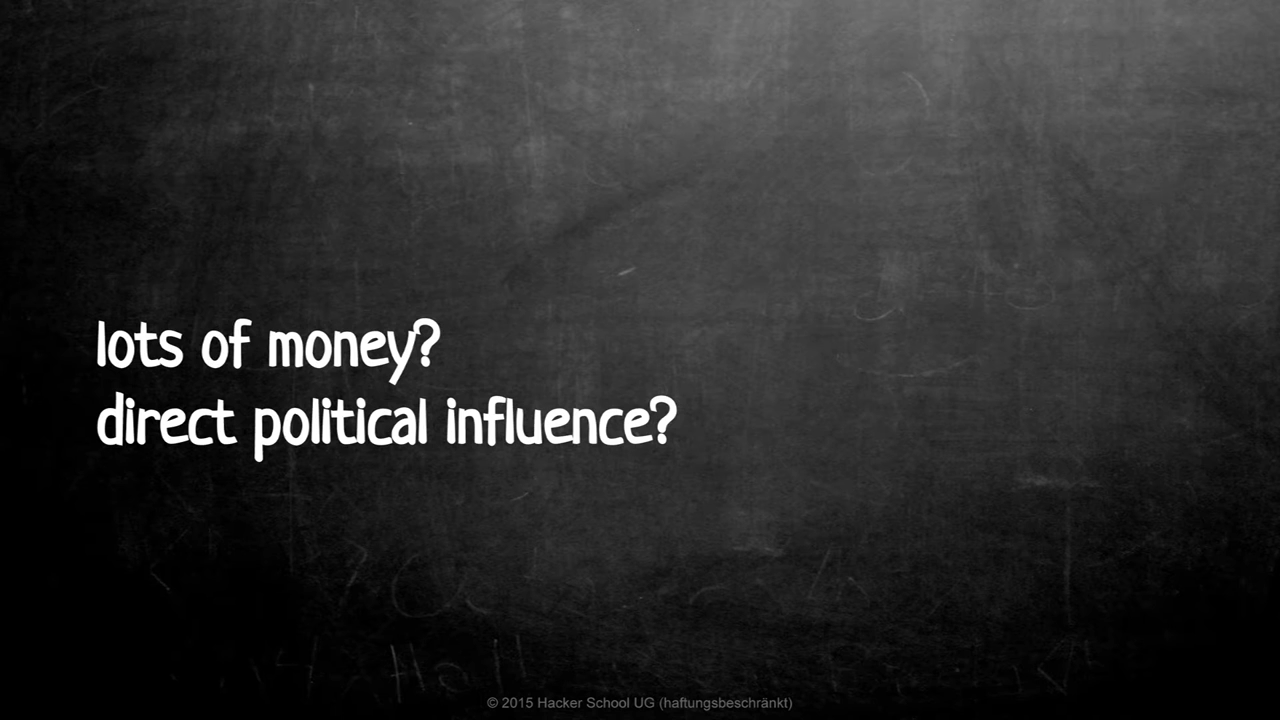 lots of money?
direct political influence?
© 2015 Hacker School UG (haftungsbeschränkt)